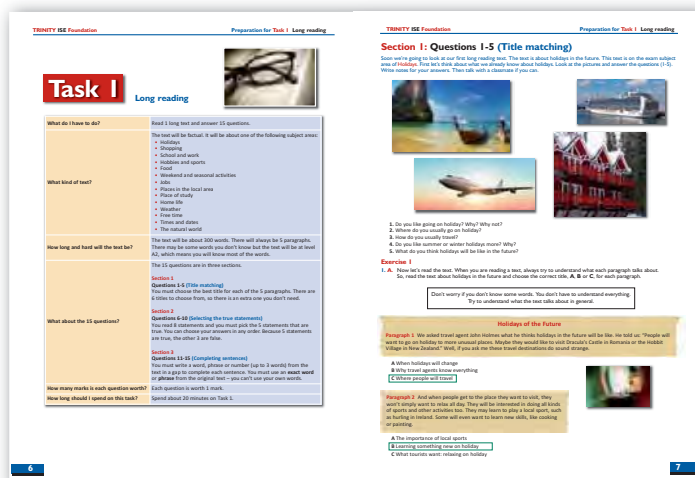 TRINITY ISE Foundation
Preparation for Task 1 Long reading
Task 1
Long reading
What do I have to do?
Read 1 long text and answer 15 questions.
What kind of text?
The text will be factual. It will be about one of the following subject areas:
• Holidays
• Shopping
• School and work
• Hobbies and sports
• Food
• Weekend and seasonal activities
• Jobs
• Places in the local area
• Place of study
• Home life
• Weather
• Free time
• Times and dates
• The natural world
How long and hard will the text be?
The text will be about 300 words. There will always be 5 paragraphs.
There may be some words you don't know but the text will be at level
A2, which means you will know most of the words.
What about the 15 questions?
The 15 questions are in three sections.
Section 1
Questions 1-5 (Title matching)
You must choose the best title for each of the 5 paragraphs. There are
6 titles to choose from, so there is an extra one you don't need.
Section 2
Questions 6-10 (Selecting the true statements)
You read 8 statements and you must pick the 5 statements that are
true. You can choose your answers in any order. Because 5 statements
are true, the other 3 are false.
Section 3
Questions 11-15 (Completing sentences)
You must write a word, phrase or number (up to 3 words) from the
text in a gap to complete each sentence. You must use an exact word
or phrase from the original text – you can't use your own words.
How many marks is each question worth?
Each question is worth 1 mark.
How long should I spend on this task?
Spend about 20 minutes on Task 1.
6
TRINITY ISE Foundation
Preparation for Task 1 Long reading
Section 1: Questions 1-5 (Title matching)
Soon we're going to look at our first long reading text. The text is about holidays in the future. This text is on the exam subject
area of Holidays. First let's think about what we already know about holidays. Look at the pictures and answer the questions (1-5).
Write notes for your answers. Then talk with a classmate if you can.
1. Do you like going on holiday? Why? Why not?
2. Where do you usually go on holiday?
3. How do you usually travel?
4. Do you like summer or winter holidays more? Why?
5. What do you think holidays will be like in the future?
Exercise 1
1. A. Now let's read the text. When you are reading a text, always try to understand what each paragraph talks about.
So, read the text about holidays in the future and choose the correct title, A, B or C, for each paragraph.
Don't worry if you don't know some words. You don't have to understand everything.
Try to understand what the text talks about in general.
Holidays of the Future
Paragraph 1 We asked travel agent John Holmes what he thinks holidays in the future will be like. He told us: "People will
want to go on holiday to more unusual places. Maybe they would like to visit Dracula's Castle in Romania or the Hobbit
Village in New Zealand." Well, if you ask me these travel destinations do sound strange.
A When holidays will change
B Why travel agents know everything
C Where people will travel
Paragraph 2 And when people get to the place they want to visit, they
won't simply want to relax all day. They will be interested in doing all kinds
of sports and other activities too. They may learn to play a local sport, such
as hurling in Ireland. Some will even want to learn new skills, like cooking
or painting.
A The importance of local sports
B Learning something new on holiday
C What tourists want: relaxing on holiday
7